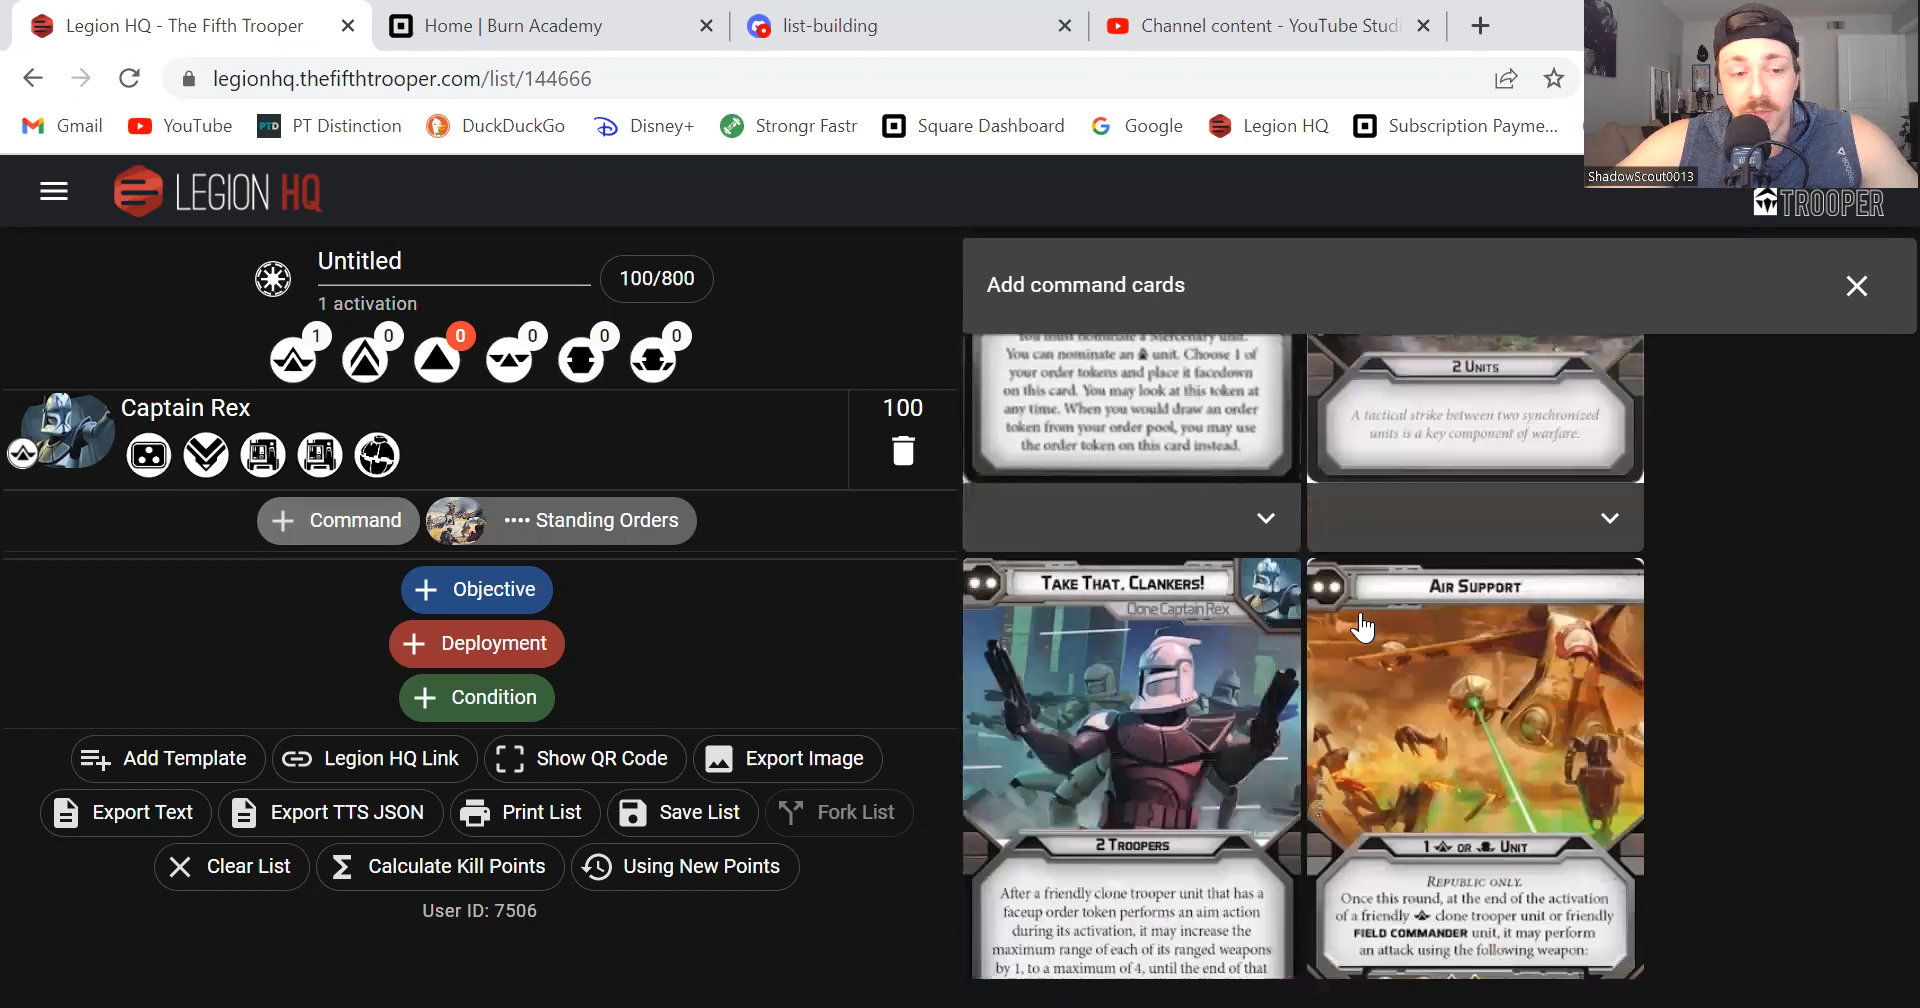 Legion HQ - The Fifth Trooper
Home | Burn Academy
list-building
Channel content - YouTube Studi
legionhq.thefifthtrooper.com/list/144666
Gmail
YouTube
PTD
PT Distinction
DuckDuckGo
Disney+
Strongr Fastr
Square Dashboard
Google
Legion HQ
Subscription Payme...
ShadowScout0013
LEGION HQ
TROOPER
Untitled
100/800
1 activation
1
0
0
0
0
0
Captain Rex
100
Command
•••• Standing Orders
Objective
Deployment
Condition
Add Template
Legion HQ Link
Show QR Code
Export Image
Export Text
Export TTS JSON
Print List
Save List
Fork List
Clear List
Calculate Kill Points
Using New Points
User ID: 7506
Add command cards
You must nominate a Mercenary unit.
You can nominate an unit. Choose 1 of
your order tokens and place it facedown
on this card. You may look at this token at
any time. When you would draw an order
token from your order pool, you may use
the order token on this card instead.
2 UNITS
A tactical strike between two synchronized
units is a key component of warfare.
TAKE THAT, CLANKERS!
Clone Captain Rex
2 TROOPERS
After a friendly clone trooper unit that has a
faceup order token performs an aim action
during its activation, it may increase the
maximum range of each of its ranged weapons
by 1, to a maximum of 4, until the end of that
AIR SUPPORT
1 OR UNIT
REPUBLIC ONLY.
Once this round, at the end of the activation
of a friendly clone trooper unit or friendly
FIELD COMMANDER unit, it may perform
an attack using the following weapon: